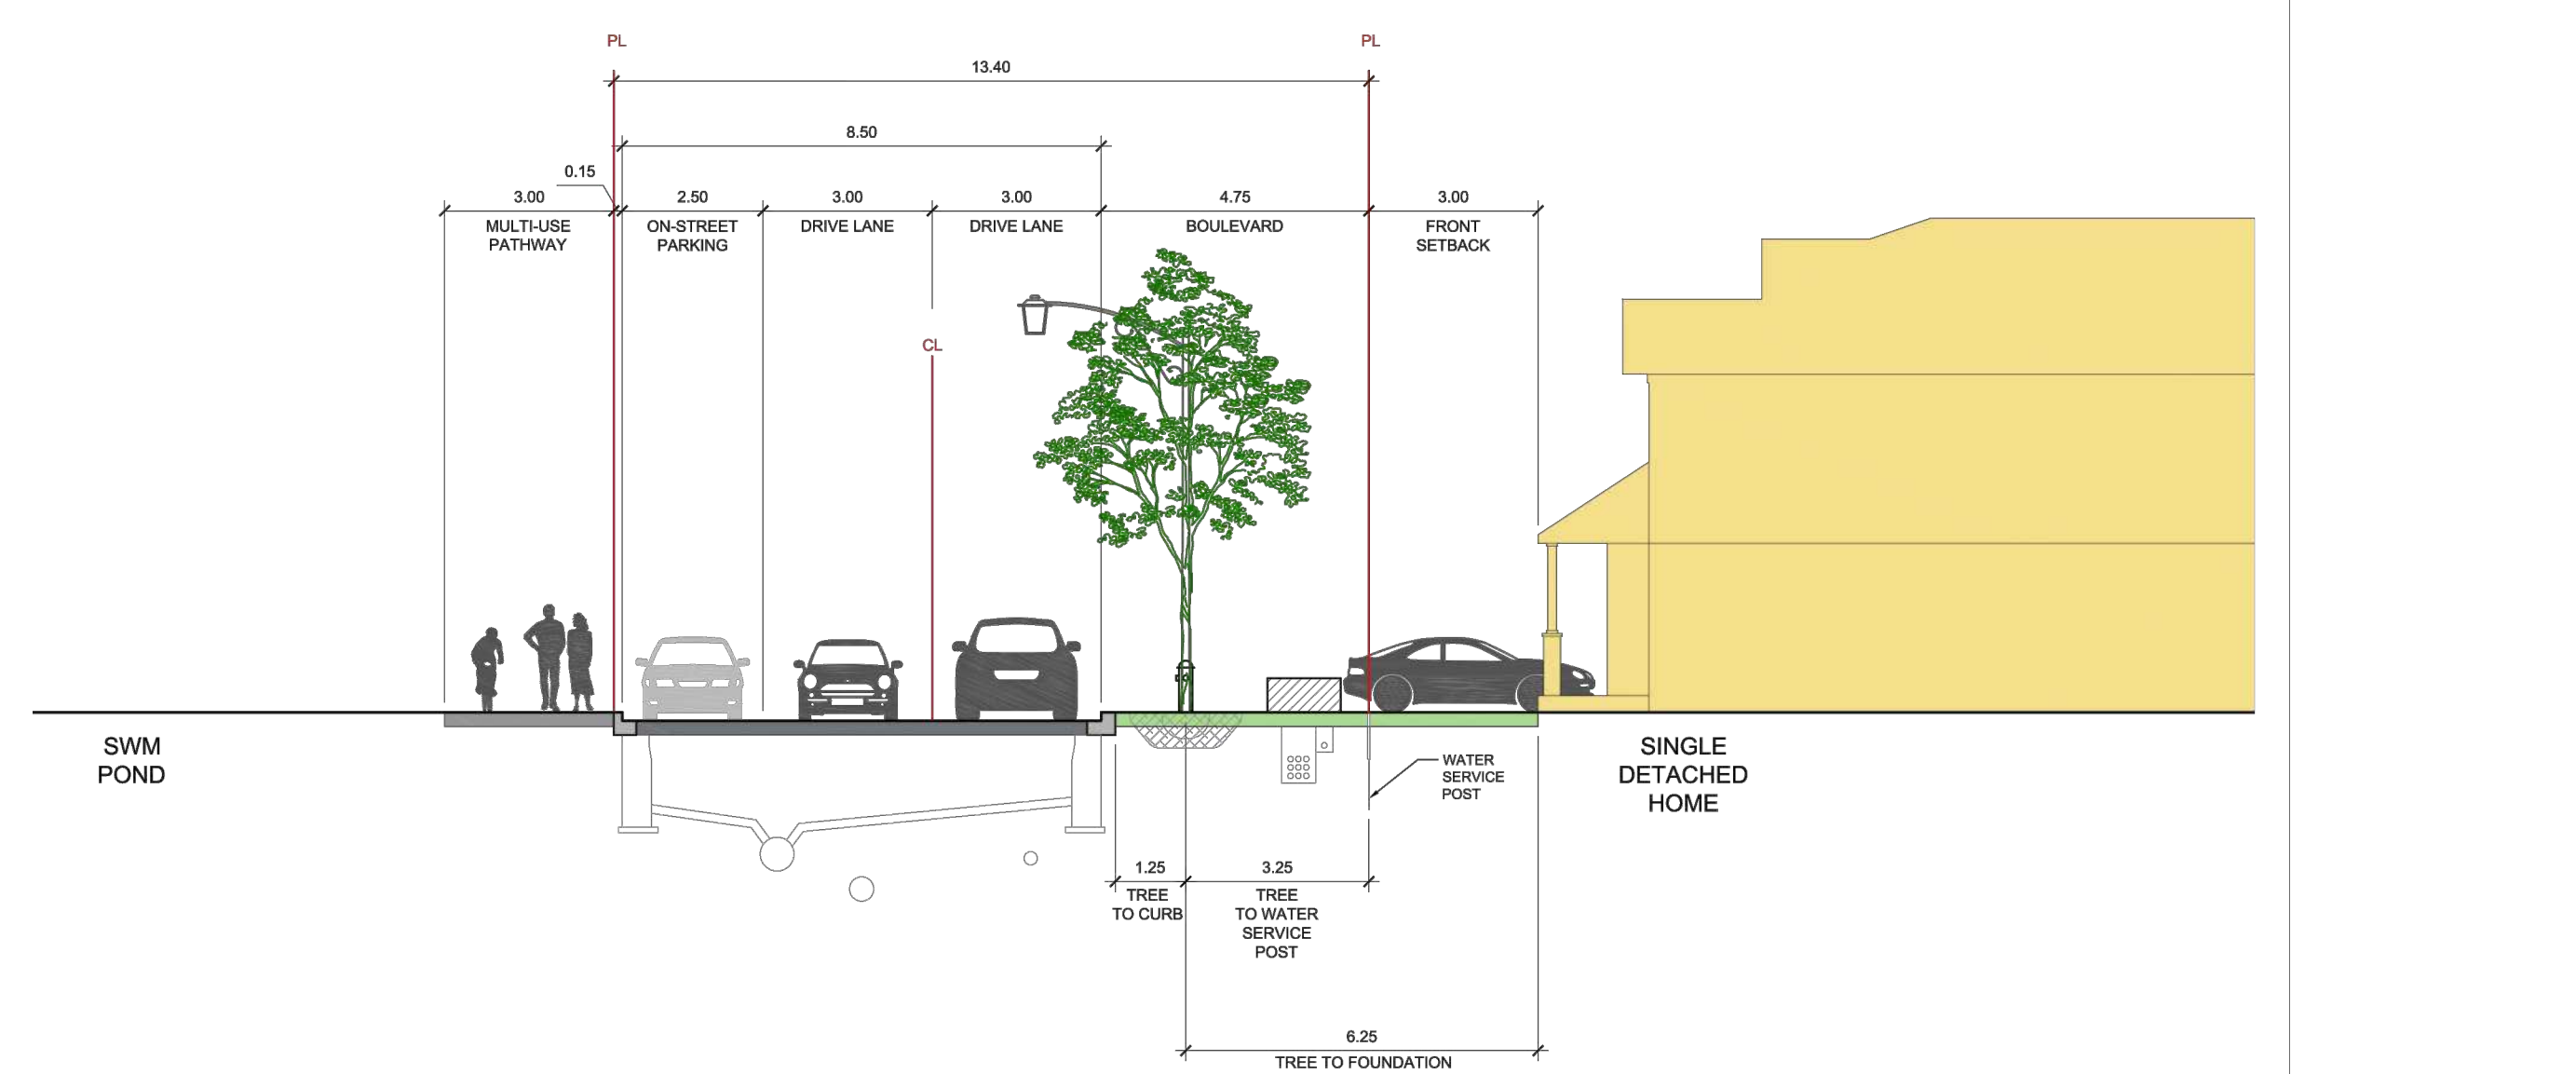 PL
PL
13.40
8.50
0.15
3.00
2.50
3.00
3.00
4.75
3.00
MULTI-USE
PATHWAY
ON-STREET
PARKING
DRIVE LANE
DRIVE LANE
BOULEVARD
FRONT
SETBACK
CL
SWM
POND
WATER
SERVICE
POST
SINGLE
DETACHED
HOME
1.25
TREE
TO CURB
3.25
TREE
TO WATER
SERVICE
POST
6.25
TREE TO FOUNDATION